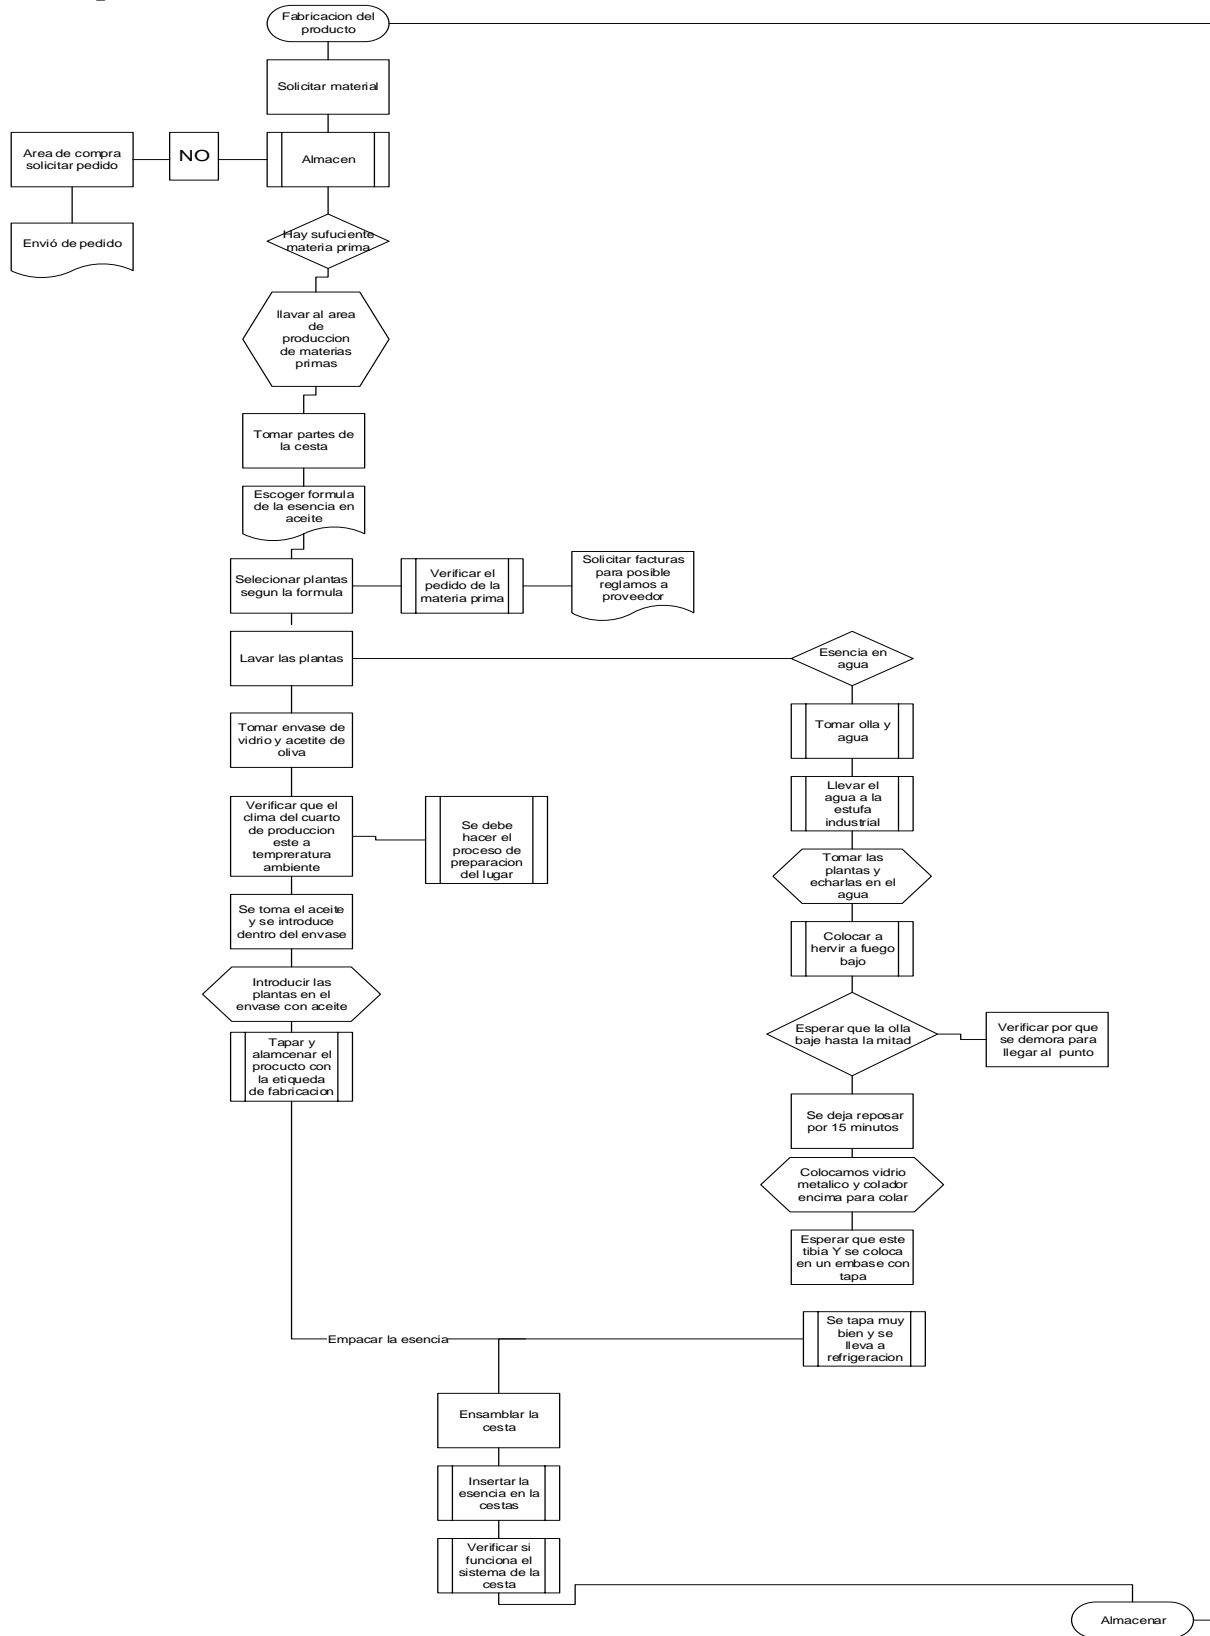 Fabricacion del
producto
Solicitar material
Area de compra
solicitar pedido
NO
Almacen
Envió de pedido
Hay sufuciente
materia prima
llavar al area
de
produccion
de materias
primas
Tomar partes de
la cesta
Escoger formula
de la esencia en
aceite
Selecionar plantas
segun la formula
Verificar el
pedido de la
materia prima
Solicitar facturas
para posible
reglamos a
proveedor
Lavar las plantas
Esencia en
agua
Tomar envase de
vidrio y acetite de
oliva
Tomar olla y
agua
Verificar que el
clima del cuarto
de produccion
este a
tempreratura
ambiente
Se debe
hacer el
proceso de
preparacion
del lugar
Llevar el
agua a la
estufa
industrial
Tomar las
plantas y
echarlas en el
agua
Se toma el aceite
y se introduce
dentro del envase
Colocar a
hervir a fuego
bajo
Introducir las
plantas en el
envase con aceite
Esperar que la olla
baje hasta la mitad
Verificar por que
se demora para
llegar al punto
Tapar y
alamcenar el
procucto con
la etiqueda
de fabricacion
Se deja reposar
por 15 minutos
Colocamos vidrio
metalico y colador
encima para colar
Esperar que este
tibia Y se coloca
en un embase con
tapa
Empacar la esencia
Se tapa muy
bien y se
lleva a
refrigeracion
Ensamblar la
cesta
Insertar la
esencia en la
cestas
Verificar si
funciona el
sistema de la
cesta
Almacenar